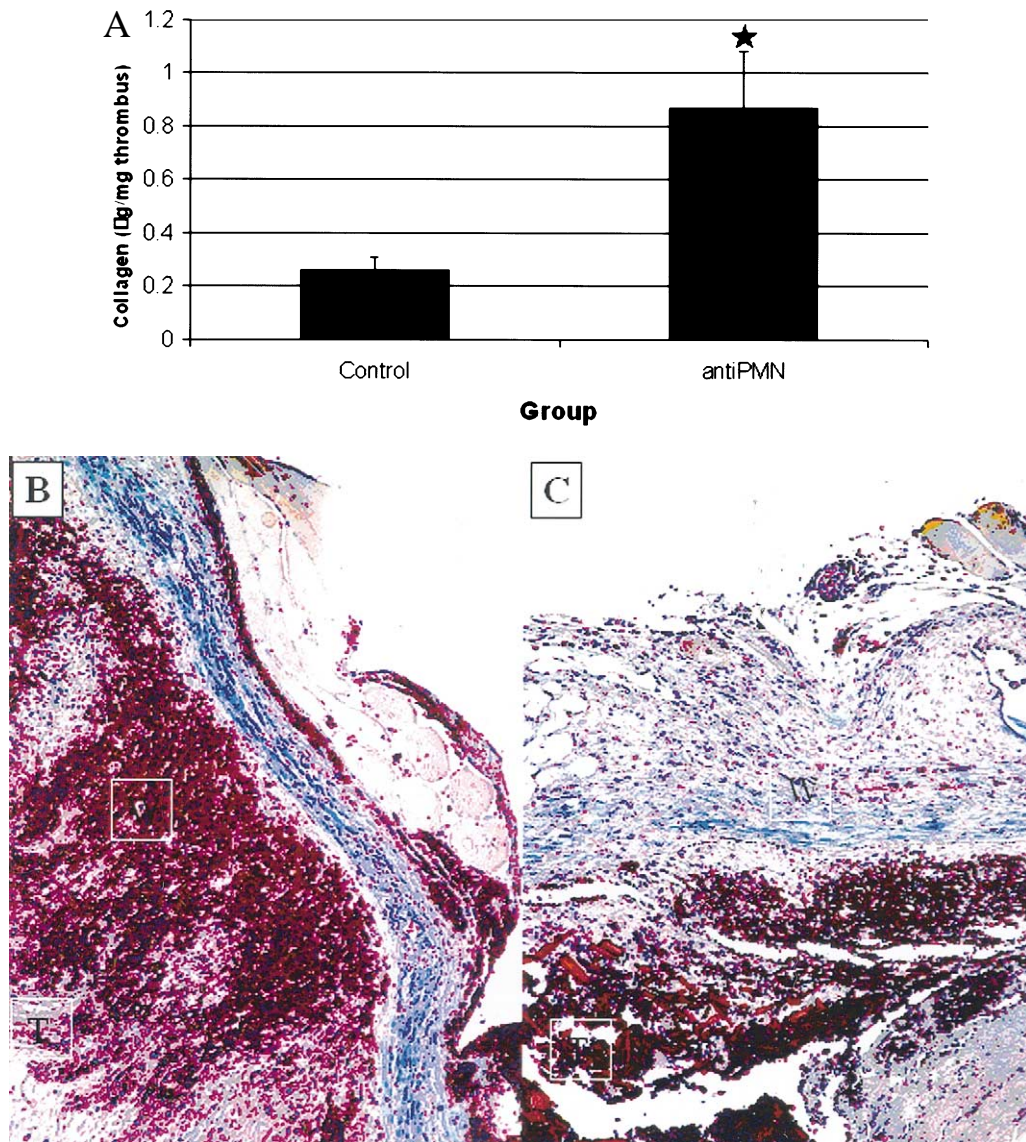 A
1.2
1
0.8
0.6
0.4
0.2
0
Collagen (▯g/mg thrombus)
★
Control
antiPMN
Group
B
C
V
T
T